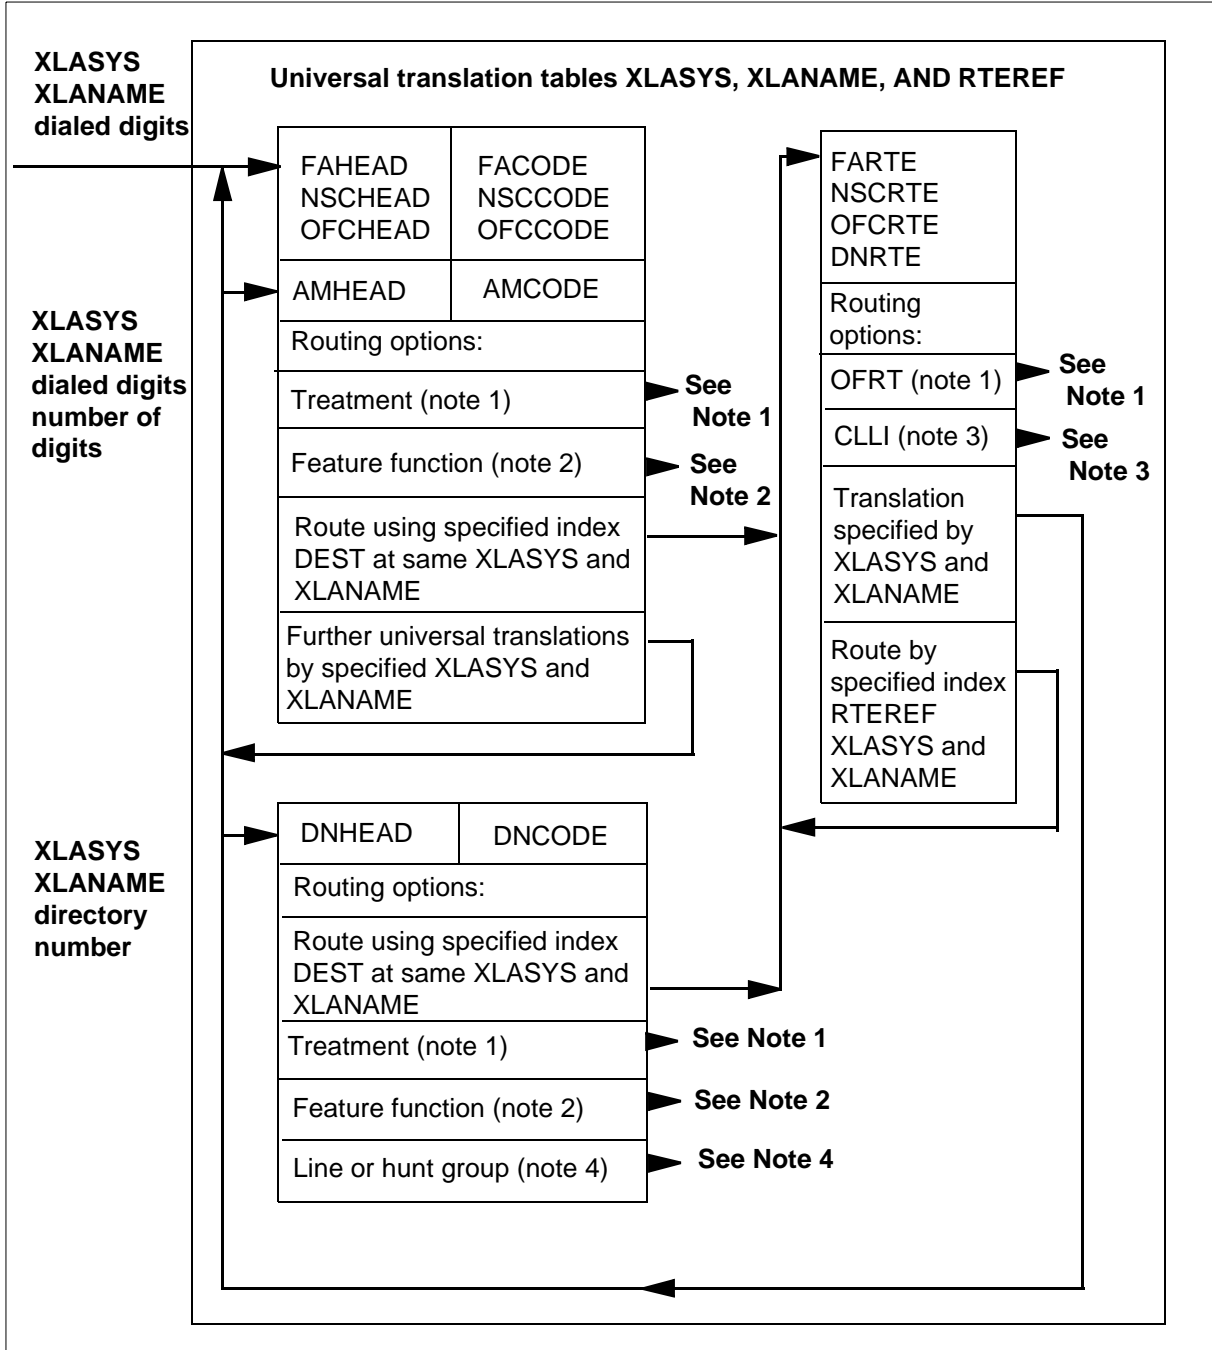 XLASYS
XLANAME
dialed digits
Universal translation tables XLASYS, XLANAME, AND RTEREF
FAHEAD
NSCHEAD
OFCHEAD
FACODE
NSCCODE
OFCCODE
AMHEAD
AMCODE
Routing options:
Treatment (note 1)
See
Note 1
Feature function (note 2)
See
Note 2
Route using specified index
DEST at same XLASYS and
XLANAME
Further universal translations
by specified XLASYS and
XLANAME
FARTE
NSCRTE
OFCRTE
DNRTE
Routing
options:
OFRT (note 1)
See
Note 1
CLLI (note 3)
See
Note 3
Translation
specified by
XLASYS and
XLANAME
Route by
specified index
RTEREF
XLASYS and
XLANAME
XLASYS
XLANAME
dialed digits
number of
digits
XLASYS
XLANAME
directory
number
DNHEAD
DNCODE
Routing options:
Route using specified index
DEST at same XLASYS and
XLANAME
Treatment (note 1)
See Note 1
Feature function (note 2)
See Note 2
Line or hunt group (note 4)
See Note 4